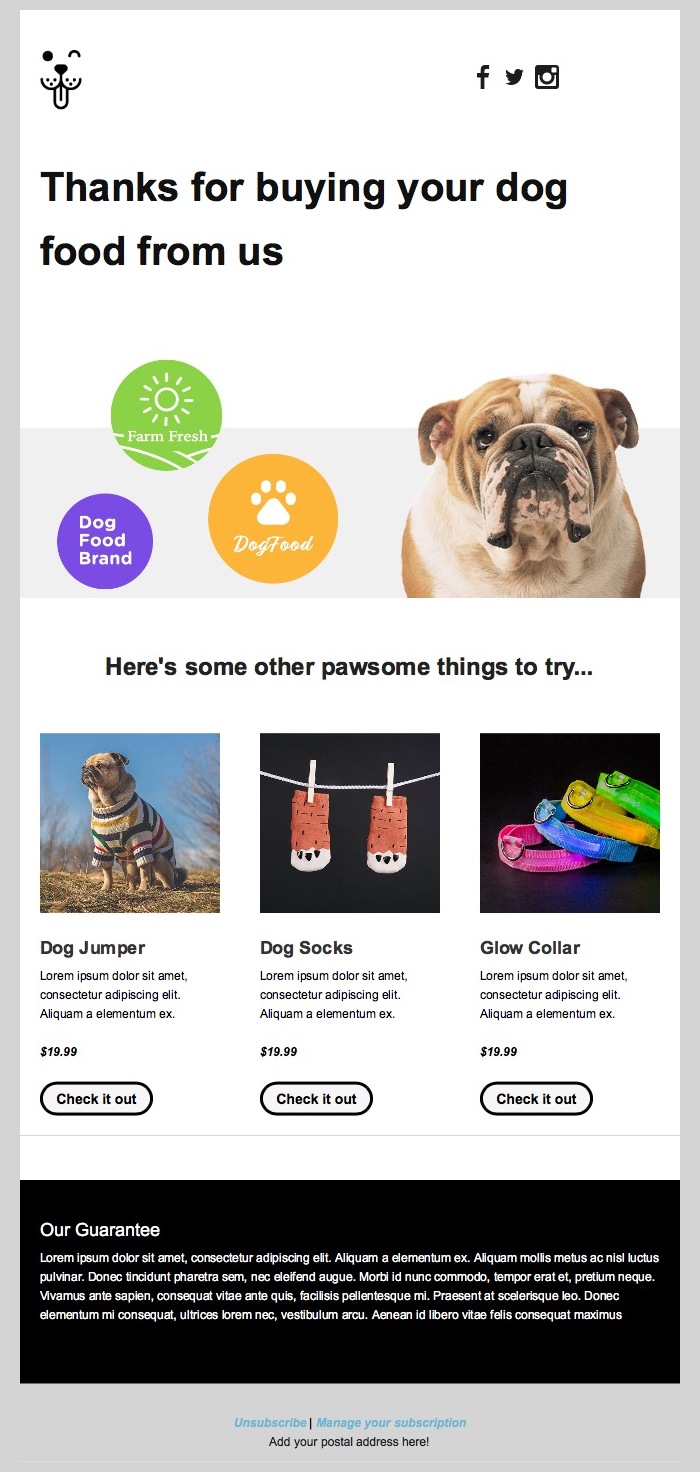 Thanks for buying your dog
food from us
Farm Fresh
Dog
Food
Brand
DogFood
Here's some other pawsome things to try...
Dog Jumper
Lorem ipsum dolor sit amet,
consectetur adipiscing elit.
Aliquam a elementum ex.
$19.99
Check it out
Dog Socks
Lorem ipsum dolor sit amet,
consectetur adipiscing elit.
Aliquam a elementum ex.
$19.99
Check it out
Glow Collar
Lorem ipsum dolor sit amet,
consectetur adipiscing elit.
Aliquam a elementum ex.
$19.99
Check it out
Our Guarantee
Lorem ipsum dolor sit amet, consectetur adipiscing elit. Aliquam a elementum ex. Aliquam mollis metus ac nisl luctus
pulvinar. Donec tincidunt pharetra sem, nec eleifend augue. Morbi id nunc commodo, tempor erat et, pretium neque.
Vivamus ante sapien, consequat vitae ante quis, facilisis pellentesque mi. Praesent at scelerisque leo. Donec
elementum mi consequat, ultrices lorem nec, vestibulum arcu. Aenean id libero vitae felis consequat maximus
Unsubscribe | Manage your subscription
Add your postal address here!